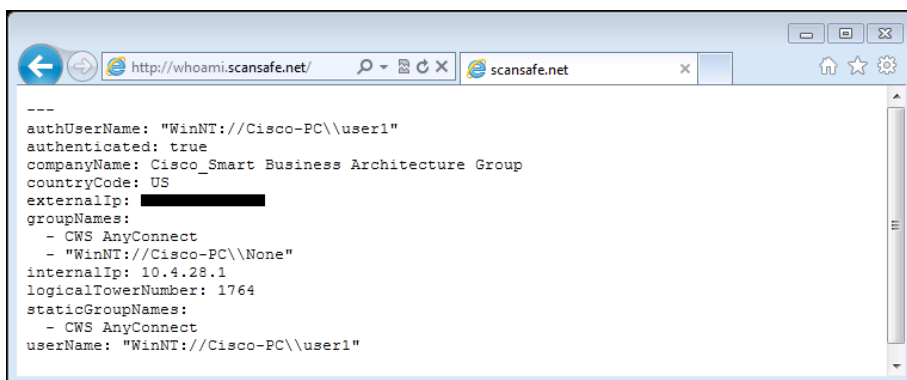 http://whoami.scansafe.net/
scansafe.net
---
authUserName: "WinNT://Cisco-PC\\user1"
authenticated: true
companyName: Cisco_Smart Business Architecture Group
countryCode: US
externalIp:
groupNames:
  - CWS AnyConnect
  - "WinNT://Cisco-PC\\None"
internalIp: 10.4.28.1
logicalTowerNumber: 1764
staticGroupNames:
  - CWS AnyConnect
userName: "WinNT://Cisco-PC\\user1"